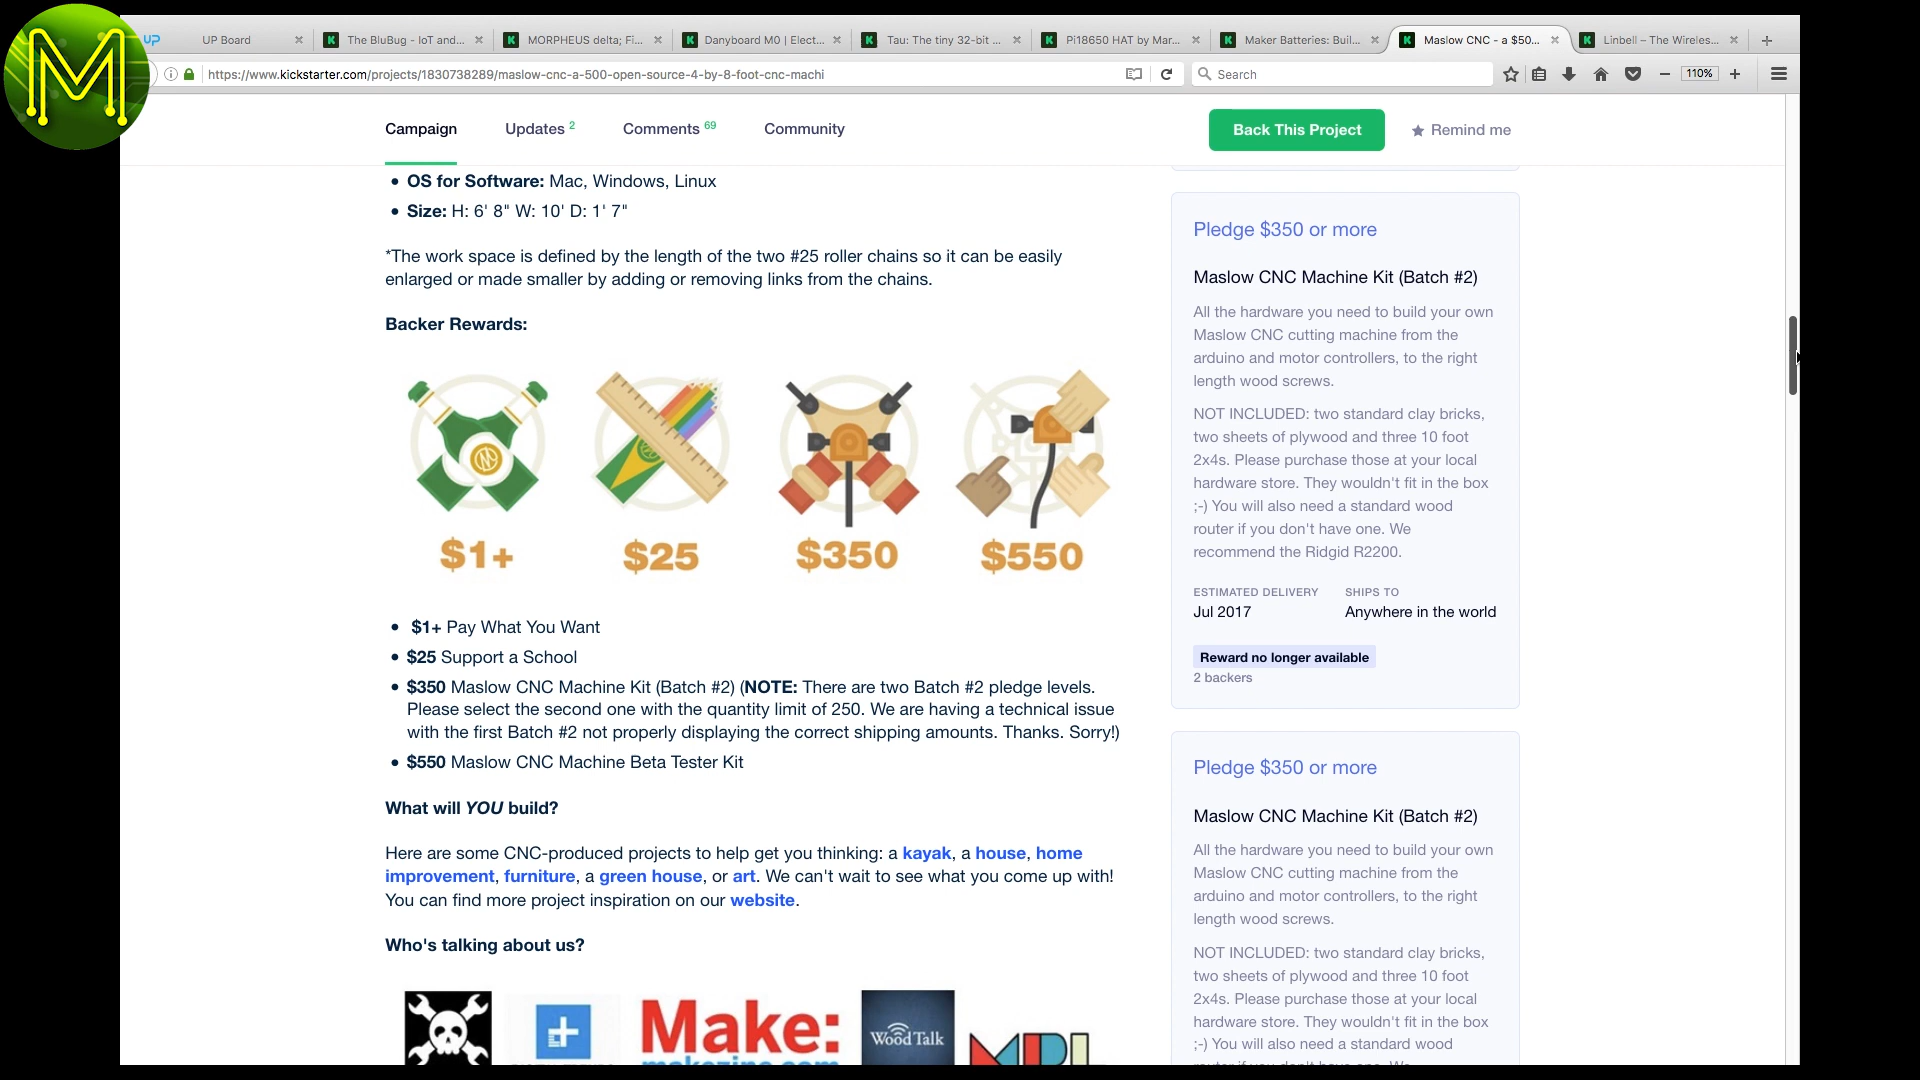 M
UP
UP Board
The BluBug - IoT and...
MORPHEUS delta; Fi...
Danyboard M0 | Elect...
Tau: The tiny 32-bit ...
Pi18650 HAT by Mar...
Maker Batteries: Buil...
Maslow CNC - a $50...
Linbell – The Wireles...
https://www.kickstarter.com/projects/1830738289/maslow-cnc-a-500-open-source-4-by-8-foot-cnc-machi
Search
110%
Campaign
Updates 2
Comments 69
Community
Back This Project
Remind me
• OS for Software: Mac, Windows, Linux
• Size: H: 6' 8" W: 10' D: 1' 7"
*The work space is defined by the length of the two #25 roller chains so it can be easily
enlarged or made smaller by adding or removing links from the chains.
Backer Rewards:
$1+
$25
$350
$550
• $1+ Pay What You Want
• $25 Support a School
• $350 Maslow CNC Machine Kit (Batch #2) (NOTE: There are two Batch #2 pledge levels.
Please select the second one with the quantity limit of 250. We are having a technical issue
with the first Batch #2 not properly displaying the correct shipping amounts. Thanks. Sorry!)
• $550 Maslow CNC Machine Beta Tester Kit
What will YOU build?
Here are some CNC-produced projects to help get you thinking: a kayak, a house, home
improvement, furniture, a green house, or art. We can't wait to see what you come up with!
You can find more project inspiration on our website.
Who's talking about us?
Make:
makezine.com
WoodTalk
Pledge $350 or more
Maslow CNC Machine Kit (Batch #2)
All the hardware you need to build your own
Maslow CNC cutting machine from the
arduino and motor controllers, to the right
length wood screws.
NOT INCLUDED: two standard clay bricks,
two sheets of plywood and three 10 foot
2x4s. Please purchase those at your local
hardware store. They wouldn't fit in the box
;-) You will also need a standard wood
router if you don't have one. We
recommend the Ridgid R2200.
ESTIMATED DELIVERY
Jul 2017
SHIPS TO
Anywhere in the world
Reward no longer available
2 backers
Pledge $350 or more
Maslow CNC Machine Kit (Batch #2)
All the hardware you need to build your own
Maslow CNC cutting machine from the
arduino and motor controllers, to the right
length wood screws.
NOT INCLUDED: two standard clay bricks,
two sheets of plywood and three 10 foot
2x4s. Please purchase those at your local
hardware store. They wouldn't fit in the box
;-) You will also need a standard wood
router if you don't have one. We